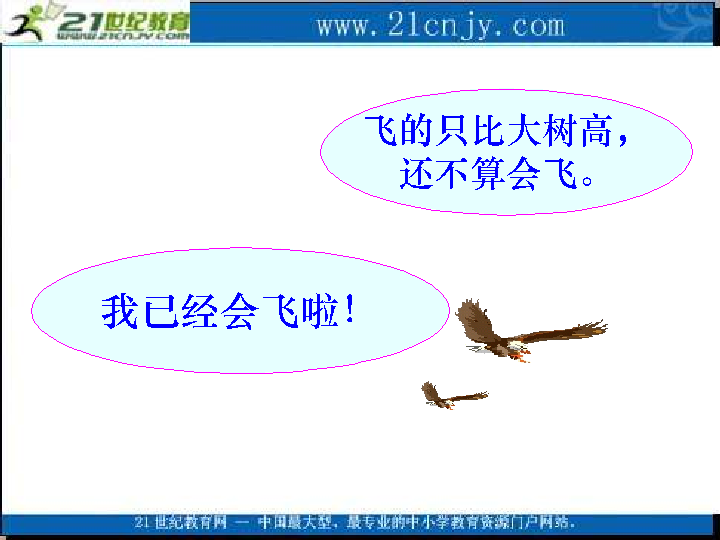 21世纪教育
WWW.21CNJY.COM
www.21cnjy.com
飞的只比大树高，
还不算会飞。
我已经会飞啦！
21世纪教育网 -- 中国最大型、最专业的中小学教育资源门户网站.